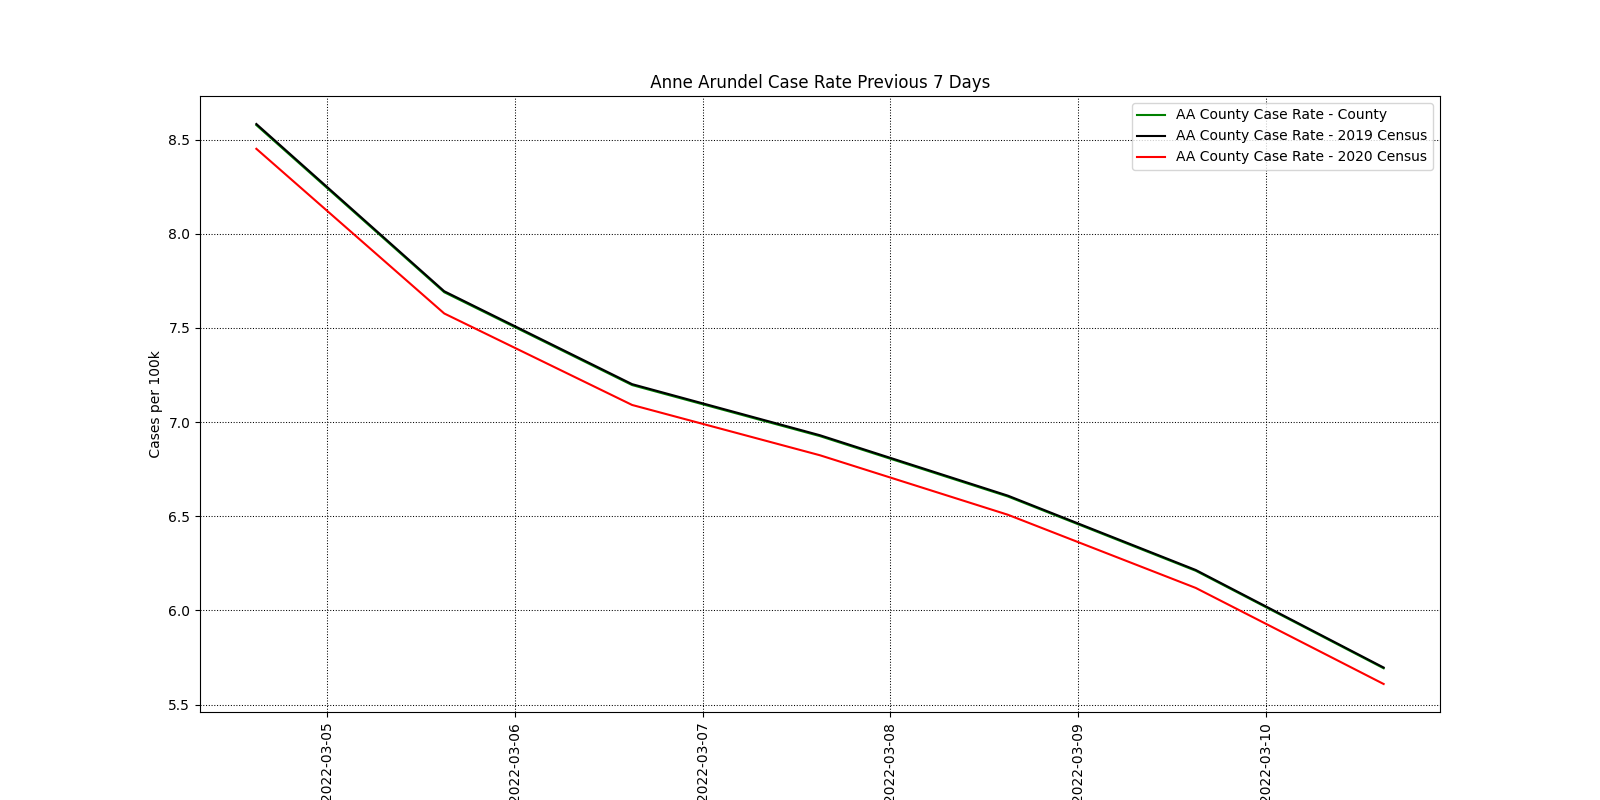 Anne Arundel Case Rate Previous 7 Days
AA County Case Rate - County
AA County Case Rate - 2019 Census
AA County Case Rate - 2020 Census
Cases per 100k
8.5
8.0
7.5
7.0
6.5
6.0
5.5
2022-03-05
2022-03-06
2022-03-07
2022-03-08
2022-03-09
2022-03-10